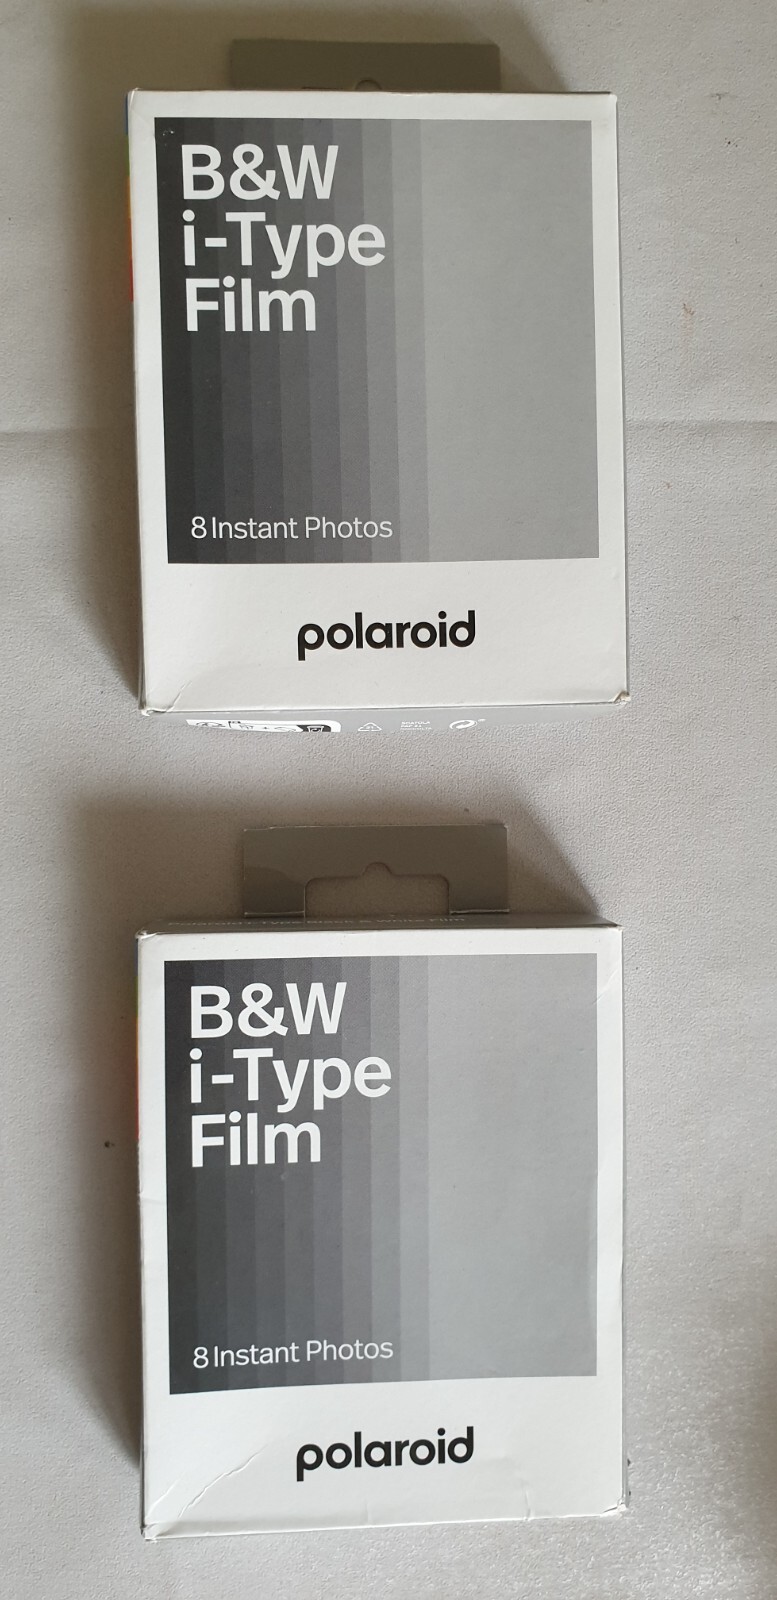 B&W
i-Type
Film
8 Instant Photos
polaroid
B&W
i-Type
Film
8 Instant Photos
polaroid